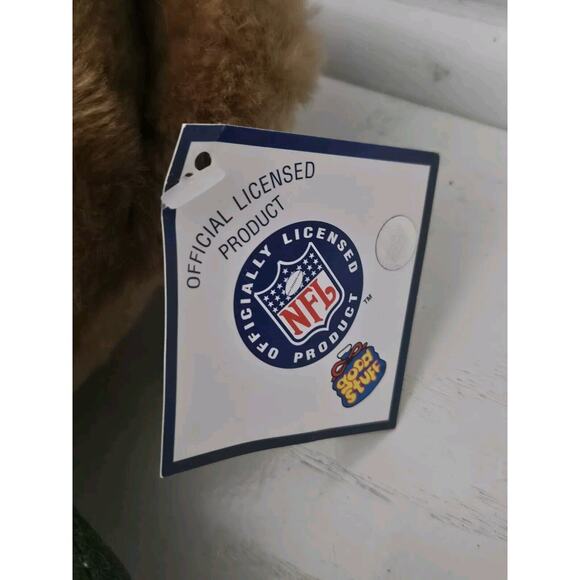 OFFICIAL LICENSED
PRODUCT
OFFICIALLY LICENSED PRODUCT
NFL
TM
good
stuff